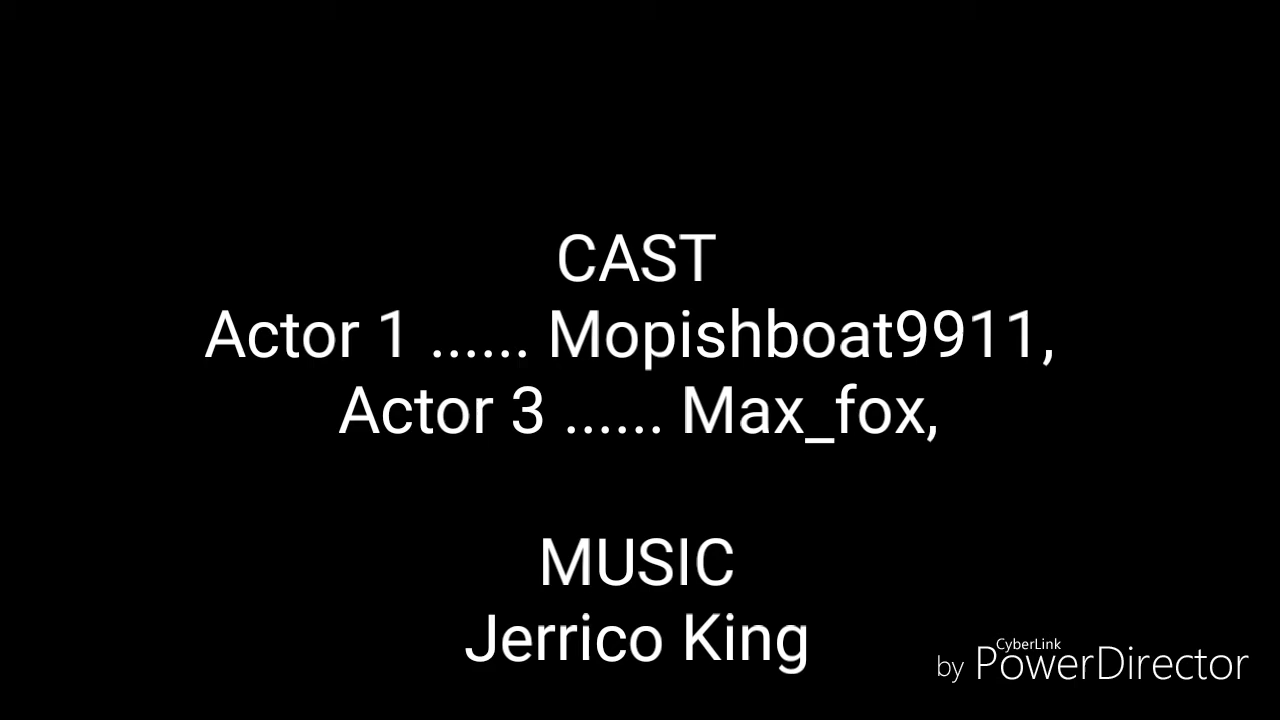 CAST
Actor 1 ...... Mopishboat9911,
Actor 3 ...... Max_fox,
MUSIC
Jerrico King
CyberLink
by PowerDirector